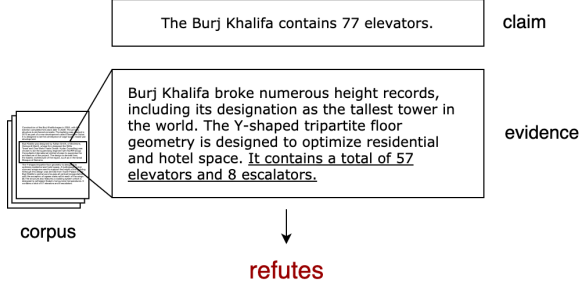 The Burj Khalifa contains 77 elevators.
claim
Burj Khalifa broke numerous height records,
including its designation as the tallest tower in
the world. The Y-shaped tripartite floor
geometry is designed to optimize residential
and hotel space. It contains a total of 57
elevators and 8 escalators.
evidence
corpus
refutes